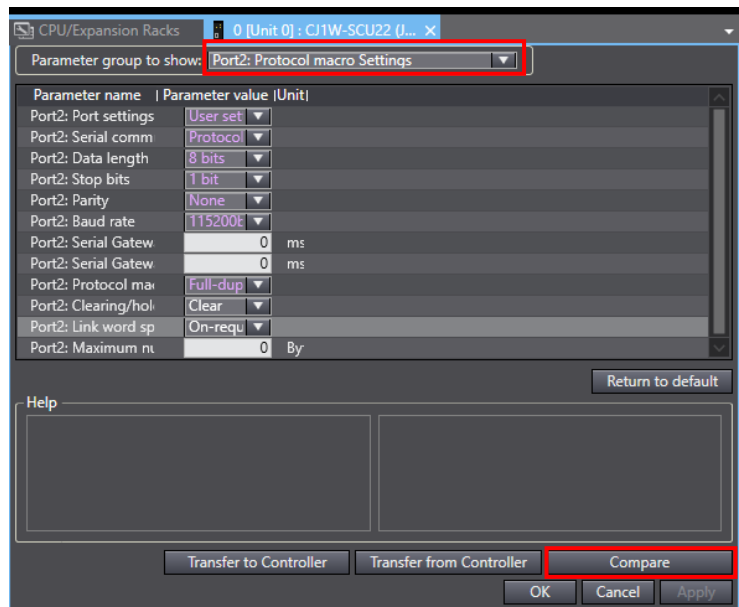 CPU/Expansion Racks 0 [Unit 0] : CJ1W-SCU22 (J...
Parameter group to show: Port2: Protocol macro Settings
Parameter name | Parameter value |Unit|
Port2: Port settings User set
Port2: Serial comm Protocol
Port2: Data length 8 bits
Port2: Stop bits 1 bit
Port2: Parity None
Port2: Baud rate 115200b
Port2: Serial Gatew 0 ms
Port2: Serial Gatew 0 ms
Port2: Protocol mac Full-dup
Port2: Clearing/hol Clear
Port2: Link word sp On-requ
Port2: Maximum nu 0 By
Return to default
Help
Transfer to Controller Transfer from Controller Compare
OK Cancel Apply